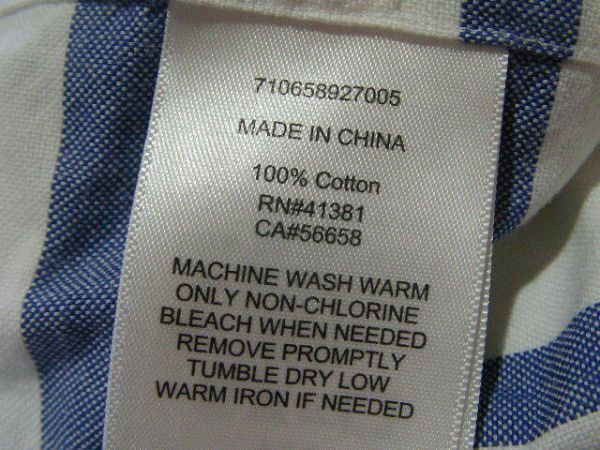 710658927005
MADE IN CHINA
100% Cotton
RN#41381
CA#56658
MACHINE WASH WARM
ONLY NON-CHLORINE
BLEACH WHEN NEEDED
REMOVE PROMPTLY
TUMBLE DRY LOW
WARM IRON IF NEEDED